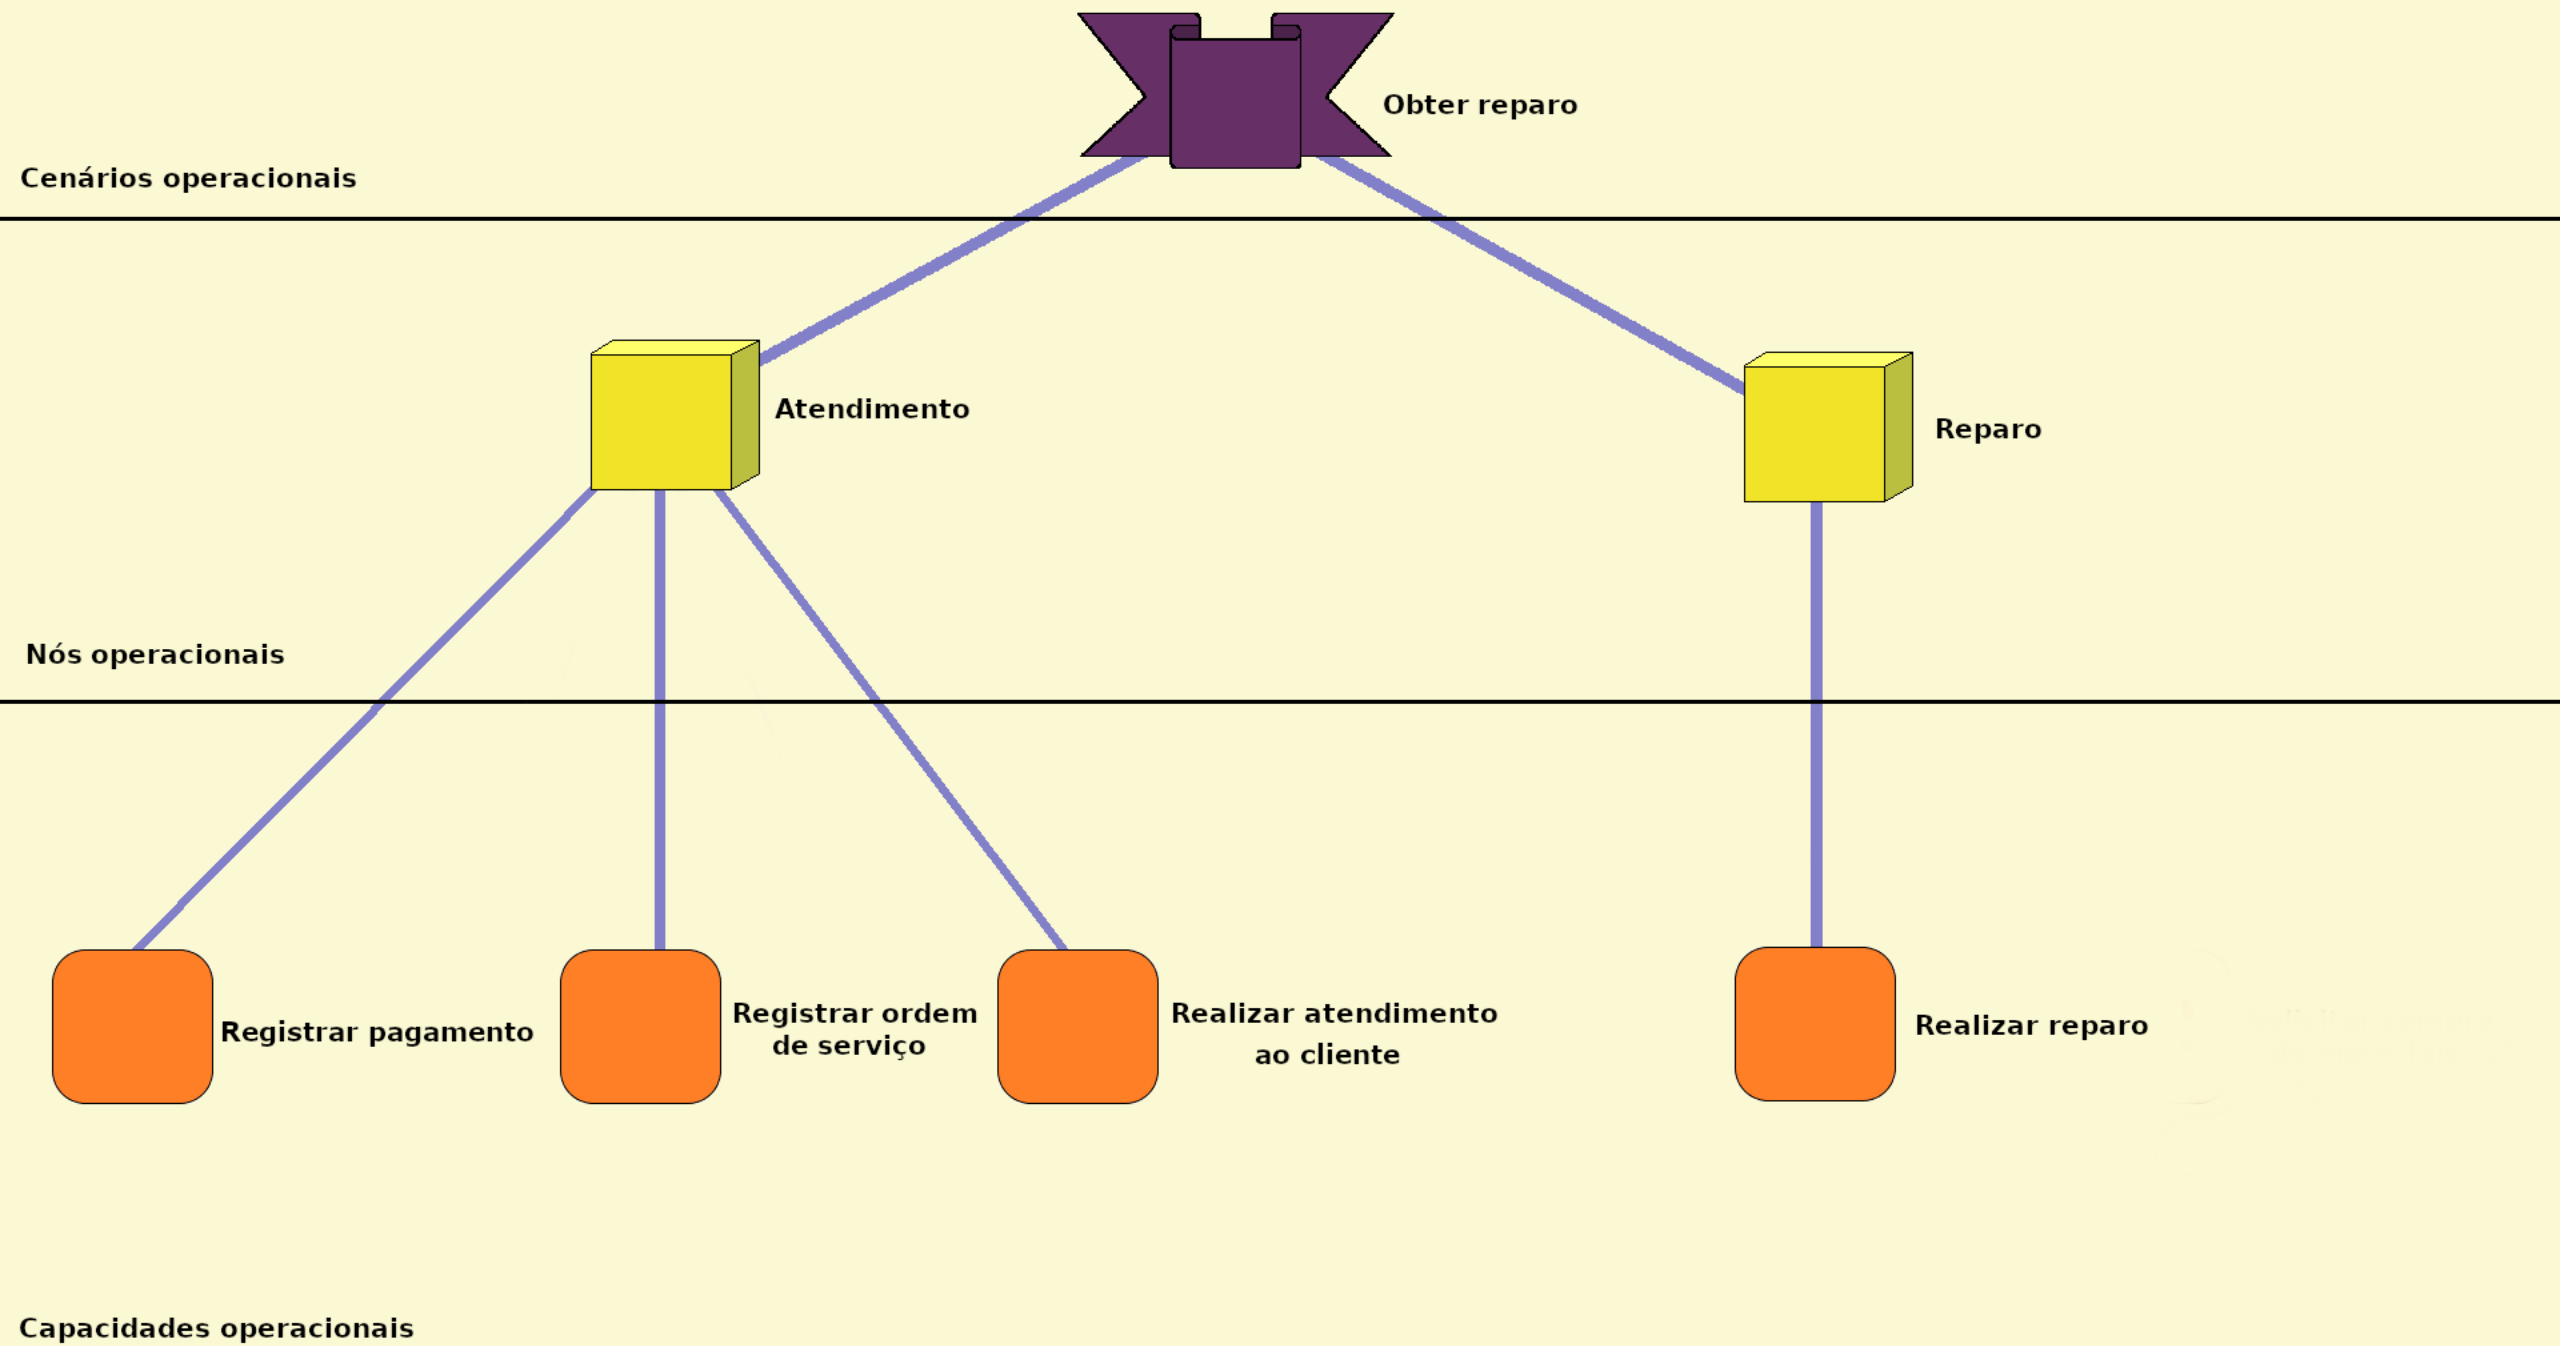 Obter reparo
Cenários operacionais
Atendimento
Reparo
Nós operacionais
Registrar pagamento
Registrar ordem
de serviço
Realizar atendimento
ao cliente
Realizar reparo
Capacidades operacionais